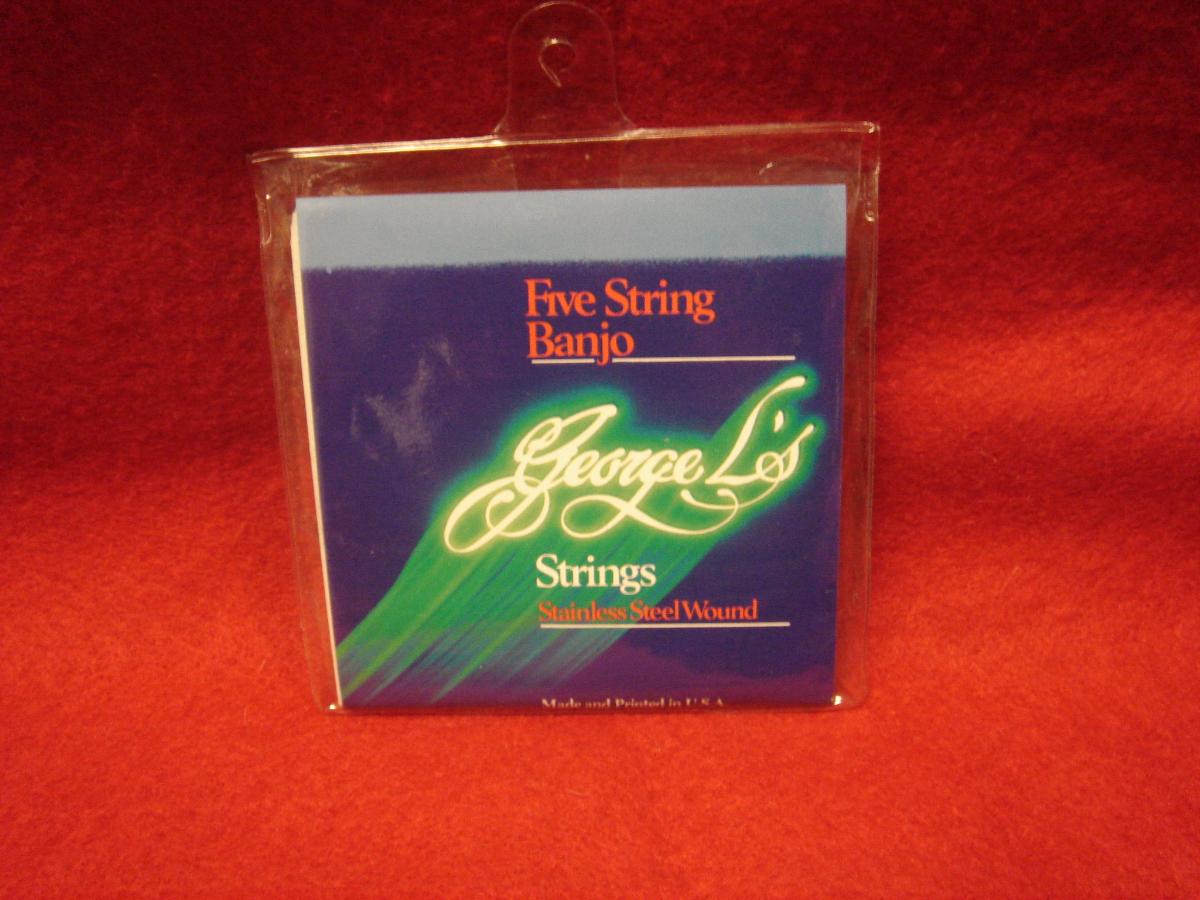 Five String
Banjo
George L's
Strings
Stainless Steel Wound
Made and Printed in U.S.A.